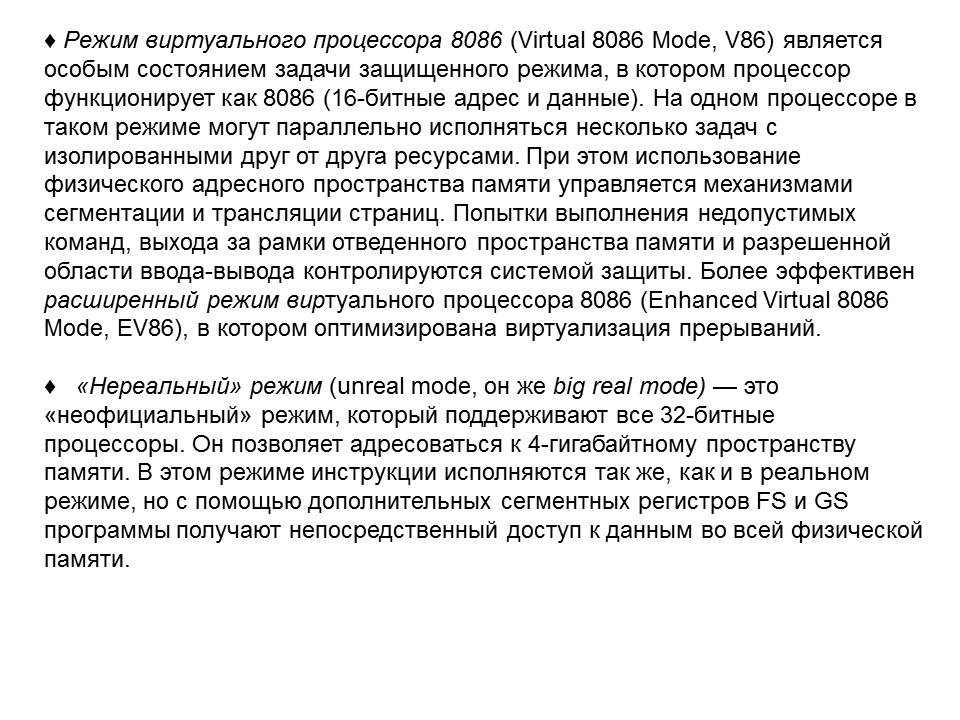 ♦ Режим виртуального процессора 8086 (Virtual 8086 Mode, V86) является
особым состоянием задачи защищенного режима, в котором процессор
функционирует как 8086 (16-битные адрес и данные). На одном процессоре в
таком режиме могут параллельно исполняться несколько задач с
изолированными друг от друга ресурсами. При этом использование
физического адресного пространства памяти управляется механизмами
сегментации и трансляции страниц. Попытки выполнения недопустимых
команд, выхода за рамки отведенного пространства памяти и разрешенной
области ввода-вывода контролируются системой защиты. Более эффективен
расширенный режим виртуального процессора 8086 (Enhanced Virtual 8086
Mode, EV86), в котором оптимизирована виртуализация прерываний.
♦ «Нереальный» режим (unreal mode, он же big real mode) — это
«неофициальный» режим, который поддерживают все 32-битные
процессоры. Он позволяет адресоваться к 4-гигабайтному пространству
памяти. В этом режиме инструкции исполняются так же, как и в реальном
режиме, но с помощью дополнительных сегментных регистров FS и GS
программы получают непосредственный доступ к данным во всей физической
памяти.